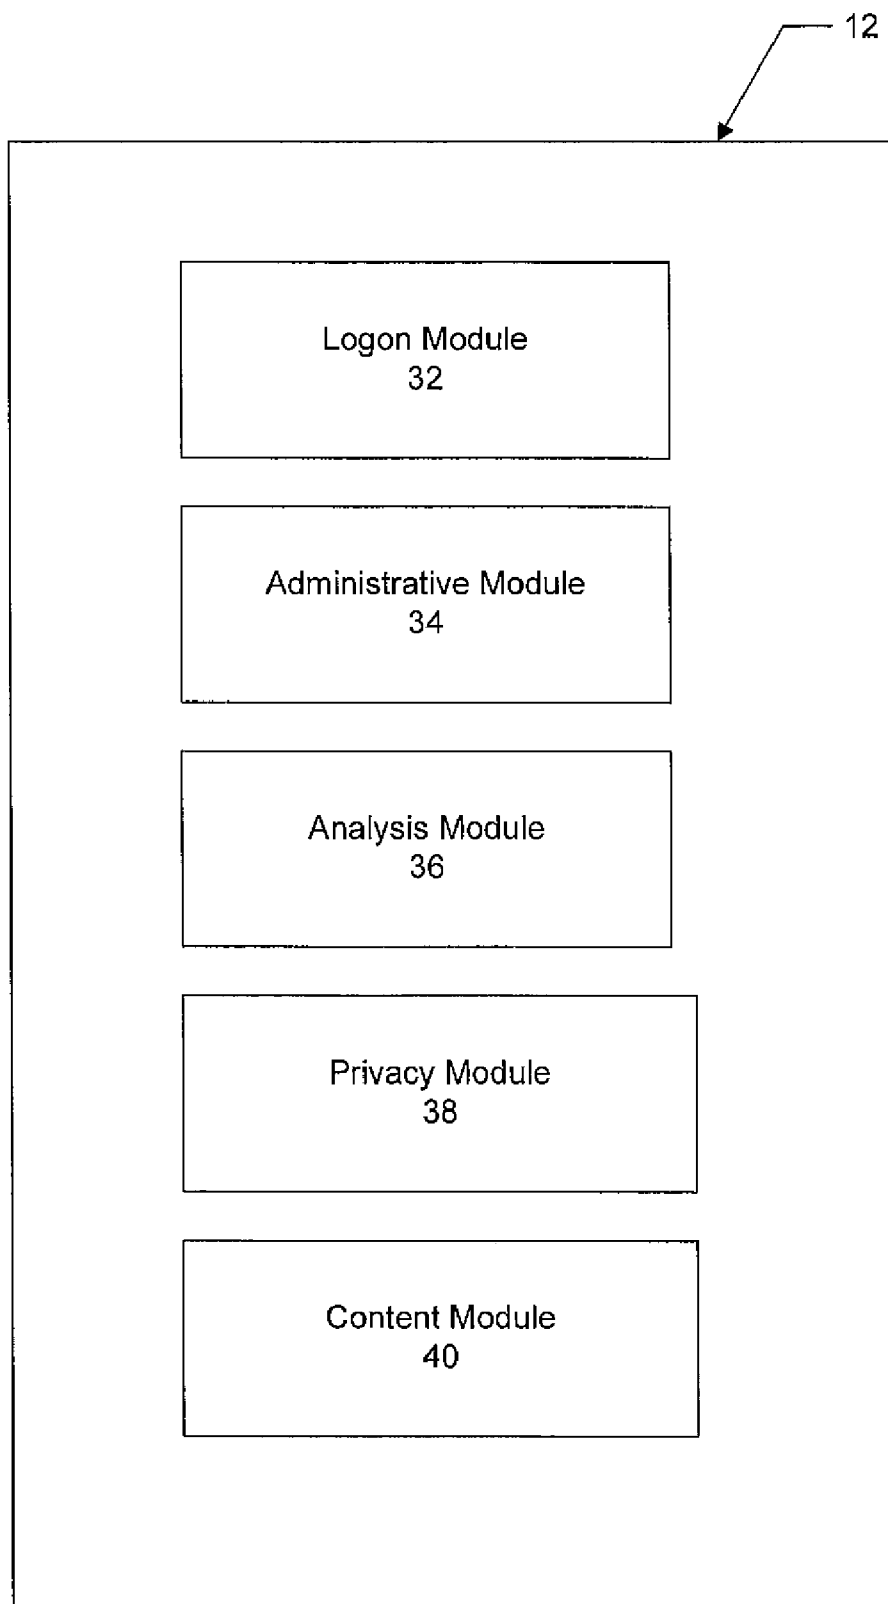 12
Logon Module
32
Administrative Module
34
Analysis Module
36
Privacy Module
38
Content Module
40